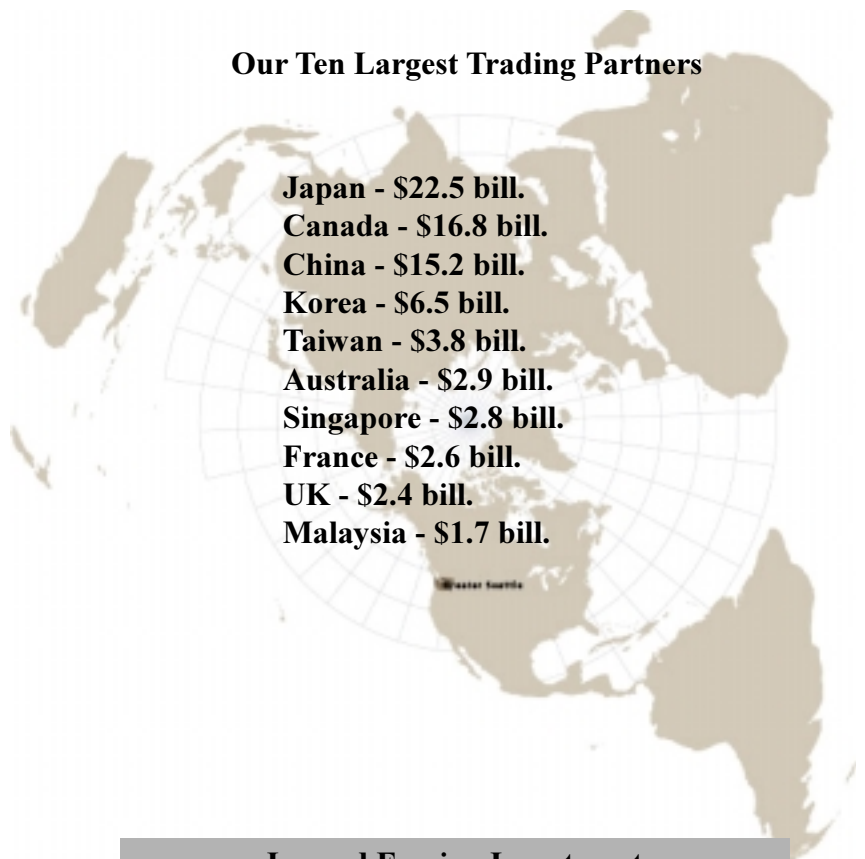 Our Ten Largest Trading Partners
Japan - $22.5 bill.
Canada - $16.8 bill.
China - $15.2 bill.
Korea - $6.5 bill.
Taiwan - $3.8 bill.
Australia - $2.9 bill.
Singapore - $2.8 bill.
France - $2.6 bill.
UK - $2.4 bill.
Malaysia - $1.7 bill.
Greater Seattle